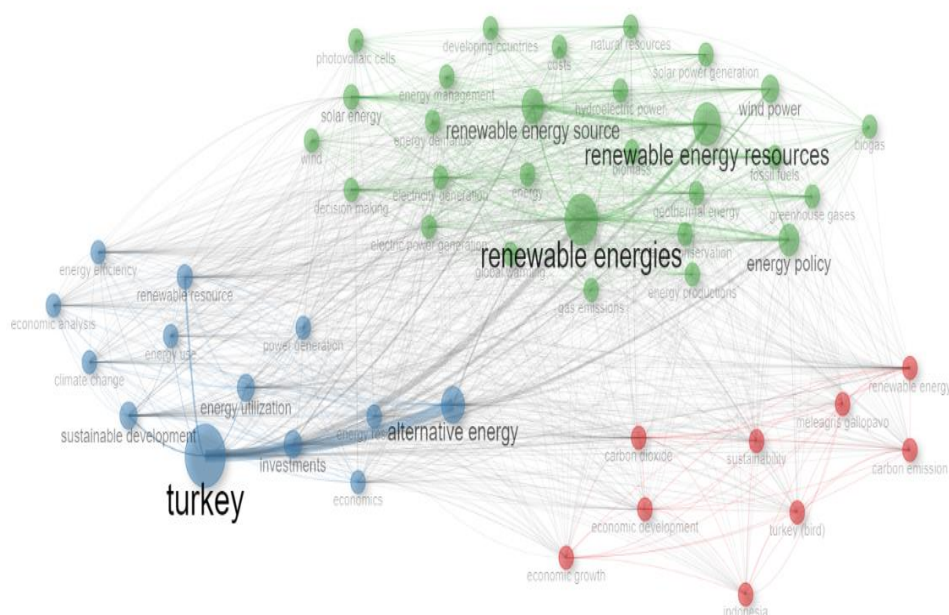 natural resources
developing countries
costs
photovoltaic cells
solar power generation
energy management
hydroelectric power
wind power
solar energy
renewable energy source
energy demands
biogas
renewable energy resources
wind
biomass
fossil fuels
energy
electricity generation
decision making
geothermal energy
greenhouse gases
electric power generation
conservation
renewable energies
energy policy
global warming
energy efficiency
energy productions
renewable resource
gas emissions
economic analysis
power generation
energy use
climate change
renewable energy
energy utilization
meleagris gallopavo
sustainable development
alternative energy
investments
carbon dioxide
sustainability
carbon emission
turkey
economics
economic development
turkey (bird)
economic growth
indonesia